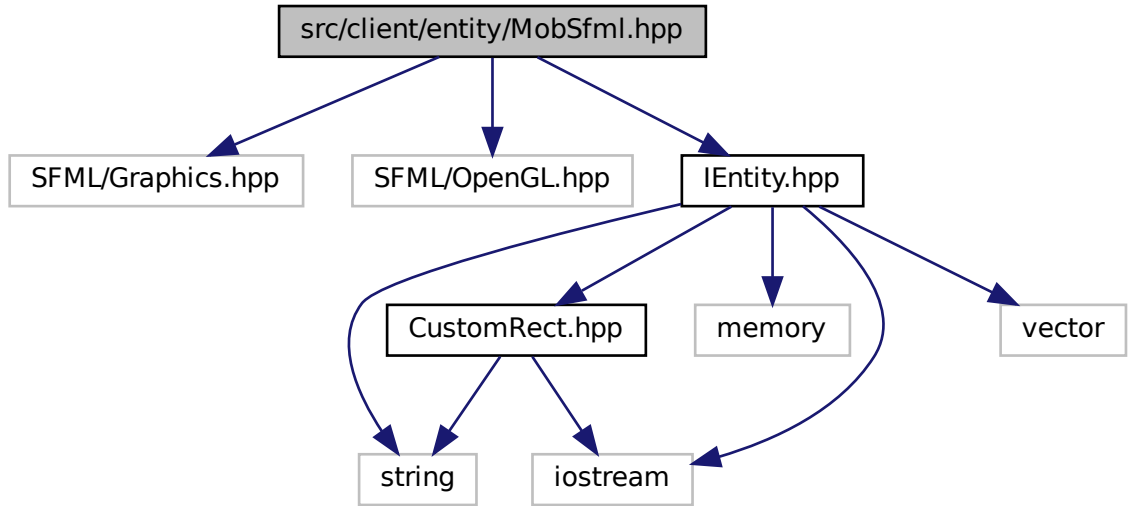 src/client/entity/MobSfml.hpp
SFML/Graphics.hpp
SFML/OpenGL.hpp
IEntity.hpp
CustomRect.hpp
memory
vector
string
iostream